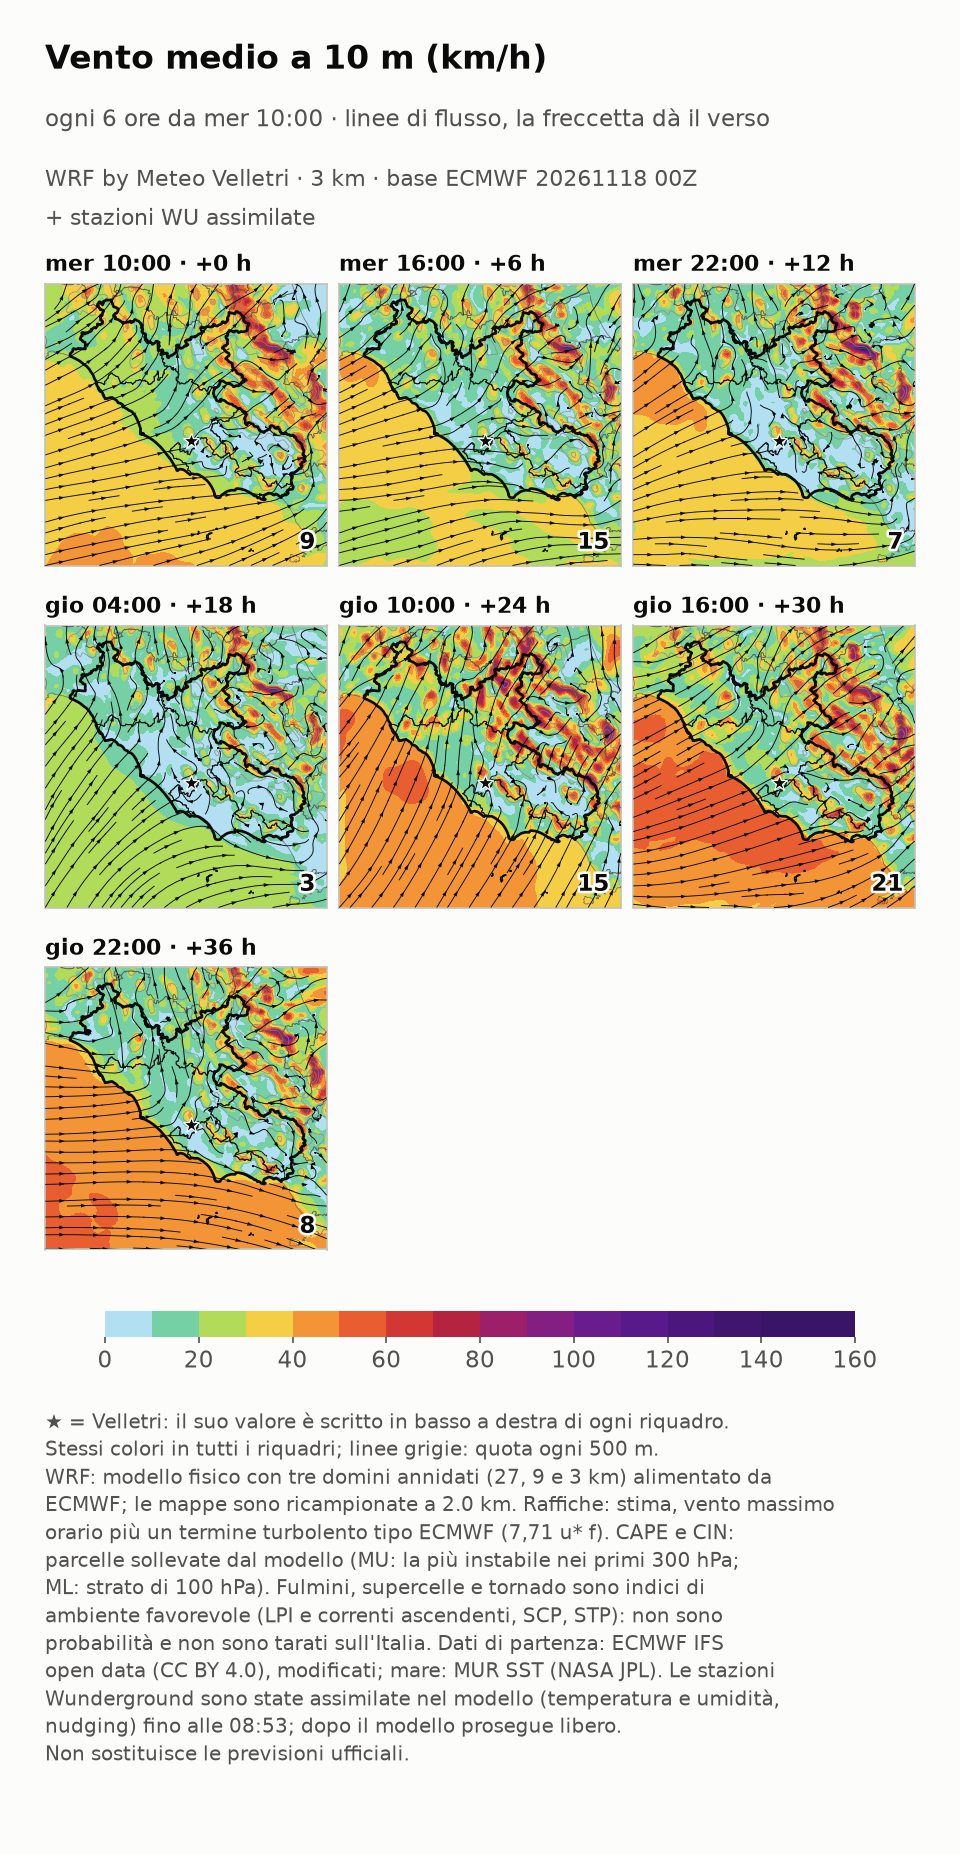 Vento medio a 10 m (km/h)
ogni 6 ore da mer 10:00 · linee di flusso, la freccetta dà il verso
WRF by Meteo Velletri · 3 km · base ECMWF 20261118 00Z
+ stazioni WU assimilate
mer 10:00 · +0 h
mer 16:00 · +6 h
mer 22:00 · +12 h
9
15
7
gio 04:00 · +18 h
gio 10:00 · +24 h
gio 16:00 · +30 h
3
15
21
gio 22:00 · +36 h
8
0 20 40 60 80 100 120 140 160
★ = Velletri: il suo valore è scritto in basso a destra di ogni riquadro.
Stessi colori in tutti i riquadri; linee grigie: quota ogni 500 m.
WRF: modello fisico con tre domini annidati (27, 9 e 3 km) alimentato da
ECMWF; le mappe sono ricampionate a 2.0 km. Raffiche: stima, vento massimo
orario più un termine turbolento tipo ECMWF (7,71 u* f). CAPE e CIN:
parcelle sollevate dal modello (MU: la più instabile nei primi 300 hPa;
ML: strato di 100 hPa). Fulmini, supercelle e tornado sono indici di
ambiente favorevole (LPI e correnti ascendenti, SCP, STP): non sono
probabilità e non sono tarati sull'Italia. Dati di partenza: ECMWF IFS
open data (CC BY 4.0), modificati; mare: MUR SST (NASA JPL). Le stazioni
Wunderground sono state assimilate nel modello (temperatura e umidità,
nudging) fino alle 08:53; dopo il modello prosegue libero.
Non sostituisce le previsioni ufficiali.